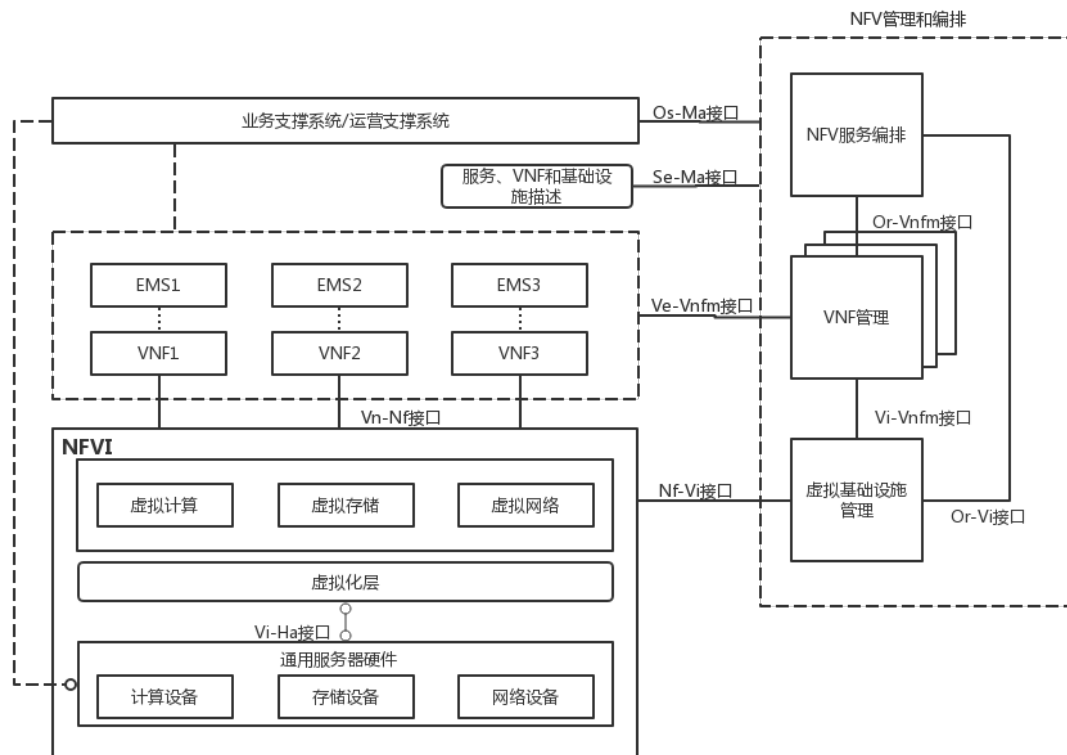 NFV管理和编排
业务支撑系统/运营支撑系统
Os-Ma接口
NFV服务编排
服务、VNF和基础设
施描述
Se-Ma接口
Or-Vnfm接口
EMS1
EMS2
EMS3
Ve-Vnfm接口
VNF管理
VNF1
VNF2
VNF3
Vn-Nf接口
Vi-Vnfm接口
NFVI
虚拟计算
虚拟存储
虚拟网络
Nf-Vi接口
虚拟基础设施
管理
Or-Vi接口
虚拟化层
Vi-Ha接口
通用服务器硬件
计算设备
存储设备
网络设备